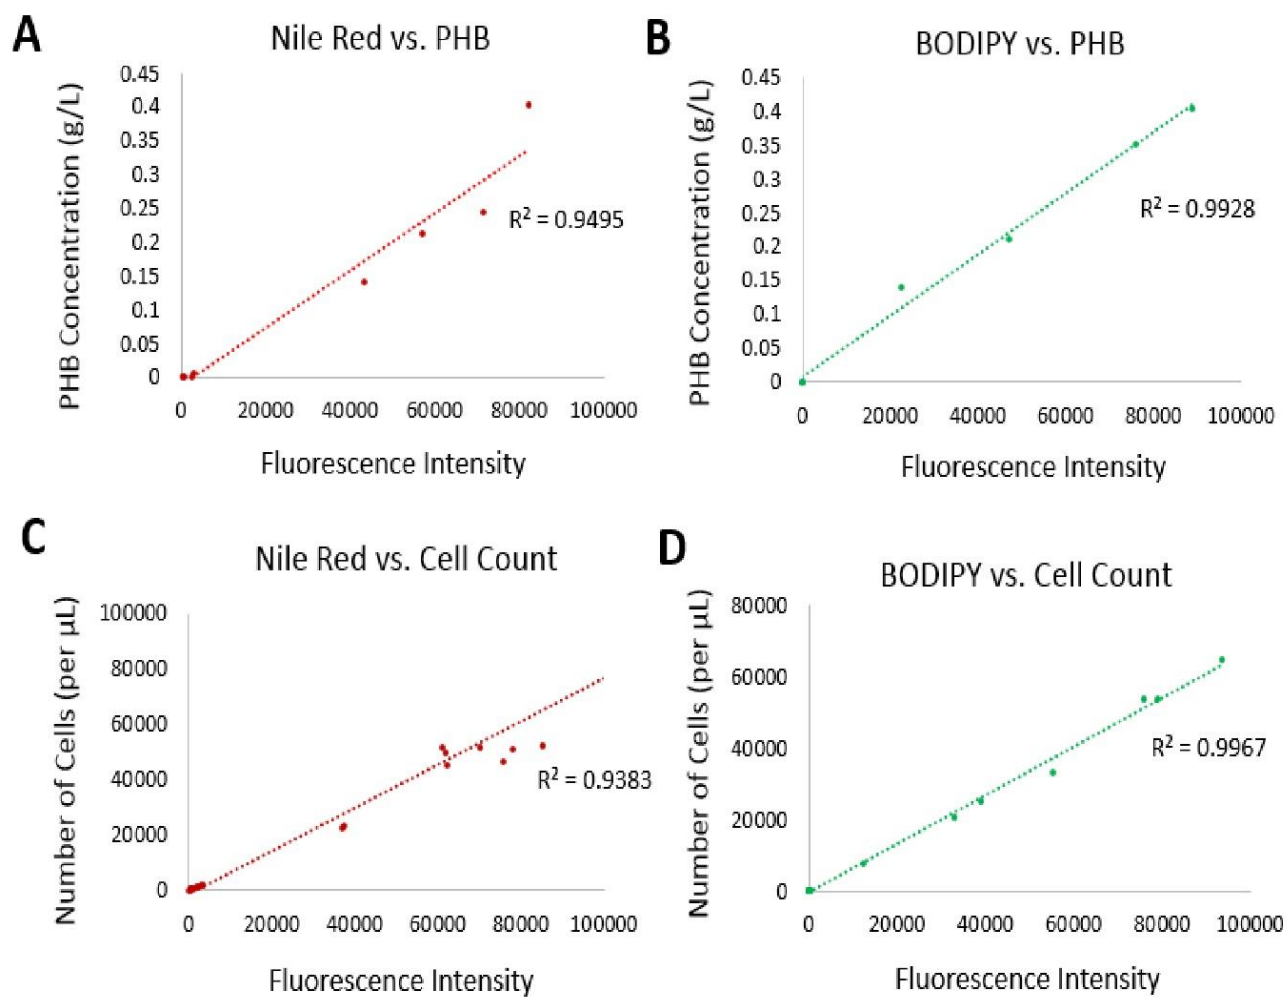 A
Nile Red vs. PHB
PHB Concentration (g/L)
0.45
0.4
0.35
0.3
0.25
0.2
0.15
0.1
0.05
0
R² = 0.9495
0 20000 40000 60000 80000 100000
Fluorescence Intensity
B
BODIPY vs. PHB
PHB Concentration (g/L)
0.45
0.4
0.35
0.3
0.25
0.2
0.15
0.1
0.05
0
R² = 0.9928
0 20000 40000 60000 80000 100000
Fluorescence Intensity
C
Nile Red vs. Cell Count
Number of Cells (per µL)
100000
80000
60000
40000
20000
0
R² = 0.9383
0 20000 40000 60000 80000 100000
Fluorescence Intensity
D
BODIPY vs. Cell Count
Number of Cells (per µL)
80000
60000
40000
20000
0
R² = 0.9967
0 20000 40000 60000 80000 100000
Fluorescence Intensity